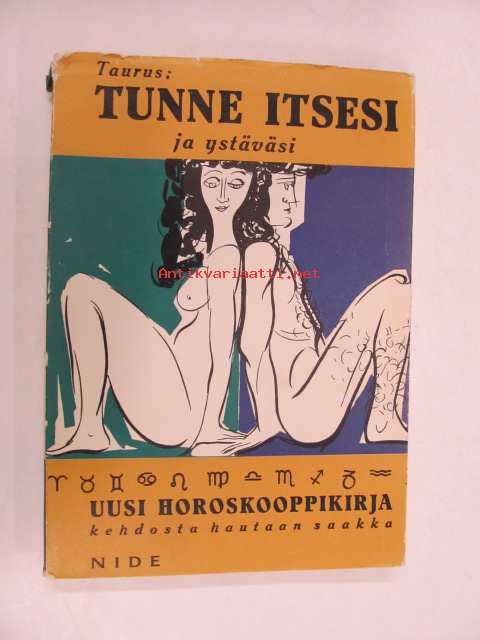 Taurus:
TUNNE ITSESI
ja ystäväsi
Antikvariaatti.net
♈ ♉ ♊ ♋ ♌ ♍ ♎ ♏ ♐ ♑ ♒
UUSI HOROSKOOPPIKIRJA
kehdosta hautaan saakka
NIDE